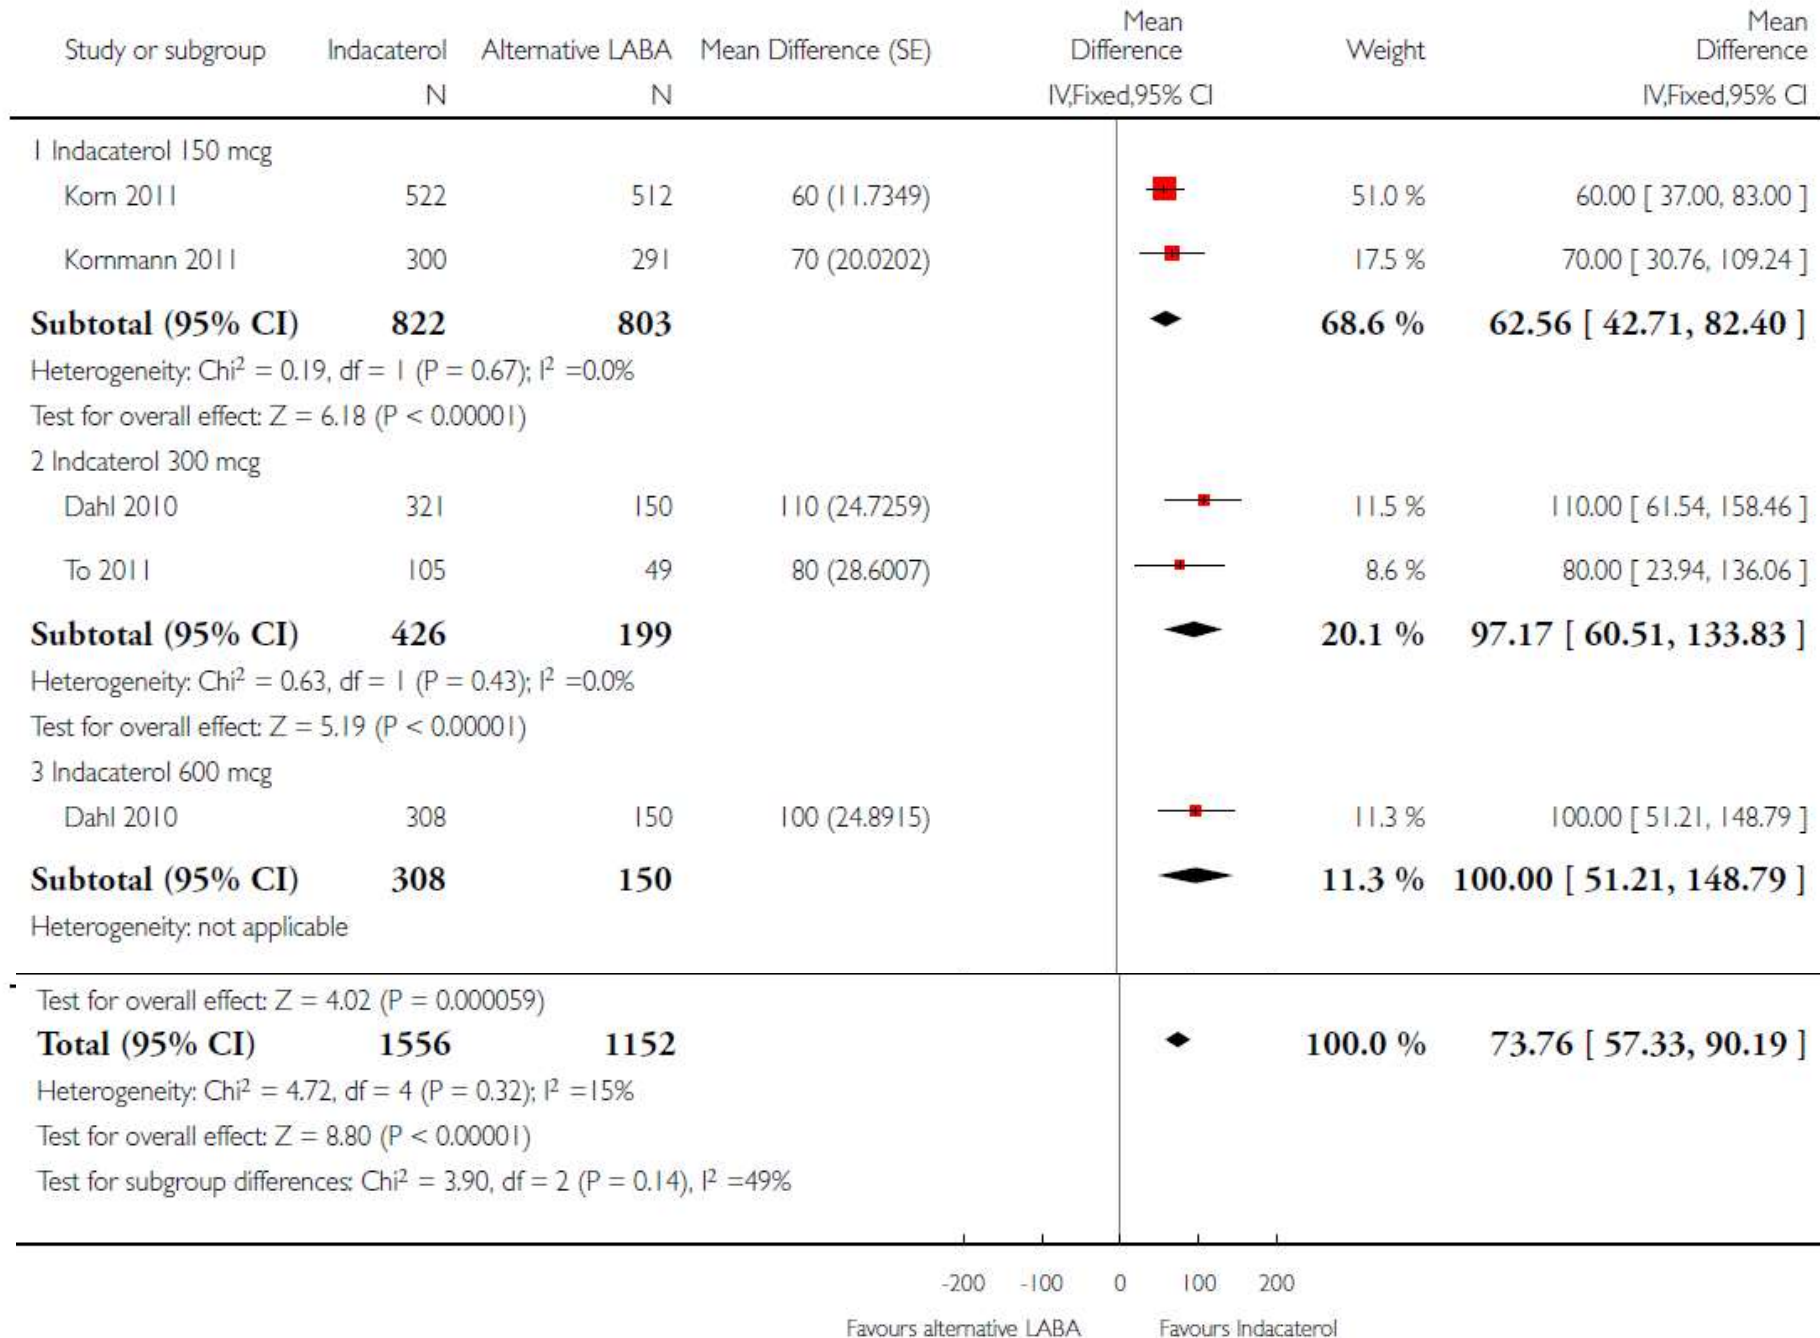 Mean Mean
Study or subgroup Indacaterol Alternative LABA Mean Difference (SE) Difference Weight Difference
N N IV,Fixed,95% CI IV,Fixed,95% CI
1 Indacaterol 150 mcg
Korn 2011 522 512 60 (11.7349) 51.0 % 60.00 [ 37.00, 83.00 ]
Kornmann 2011 300 291 70 (20.0202) 17.5 % 70.00 [ 30.76, 109.24 ]
Subtotal (95% CI) 822 803 68.6 % 62.56 [ 42.71, 82.40 ]
Heterogeneity: Chi² = 0.19, df = 1 (P = 0.67); I² =0.0%
Test for overall effect: Z = 6.18 (P < 0.00001)
2 Indcaterol 300 mcg
Dahl 2010 321 150 110 (24.7259) 11.5 % 110.00 [ 61.54, 158.46 ]
To 2011 105 49 80 (28.6007) 8.6 % 80.00 [ 23.94, 136.06 ]
Subtotal (95% CI) 426 199 20.1 % 97.17 [ 60.51, 133.83 ]
Heterogeneity: Chi² = 0.63, df = 1 (P = 0.43); I² =0.0%
Test for overall effect: Z = 5.19 (P < 0.00001)
3 Indacaterol 600 mcg
Dahl 2010 308 150 100 (24.8915) 11.3 % 100.00 [ 51.21, 148.79 ]
Subtotal (95% CI) 308 150 11.3 % 100.00 [ 51.21, 148.79 ]
Heterogeneity: not applicable
Test for overall effect: Z = 4.02 (P = 0.000059)
Total (95% CI) 1556 1152 100.0 % 73.76 [ 57.33, 90.19 ]
Heterogeneity: Chi² = 4.72, df = 4 (P = 0.32); I² =15%
Test for overall effect: Z = 8.80 (P < 0.00001)
Test for subgroup differences: Chi² = 3.90, df = 2 (P = 0.14), I² =49%
-200 -100 0 100 200
Favours alternative LABA Favours Indacaterol